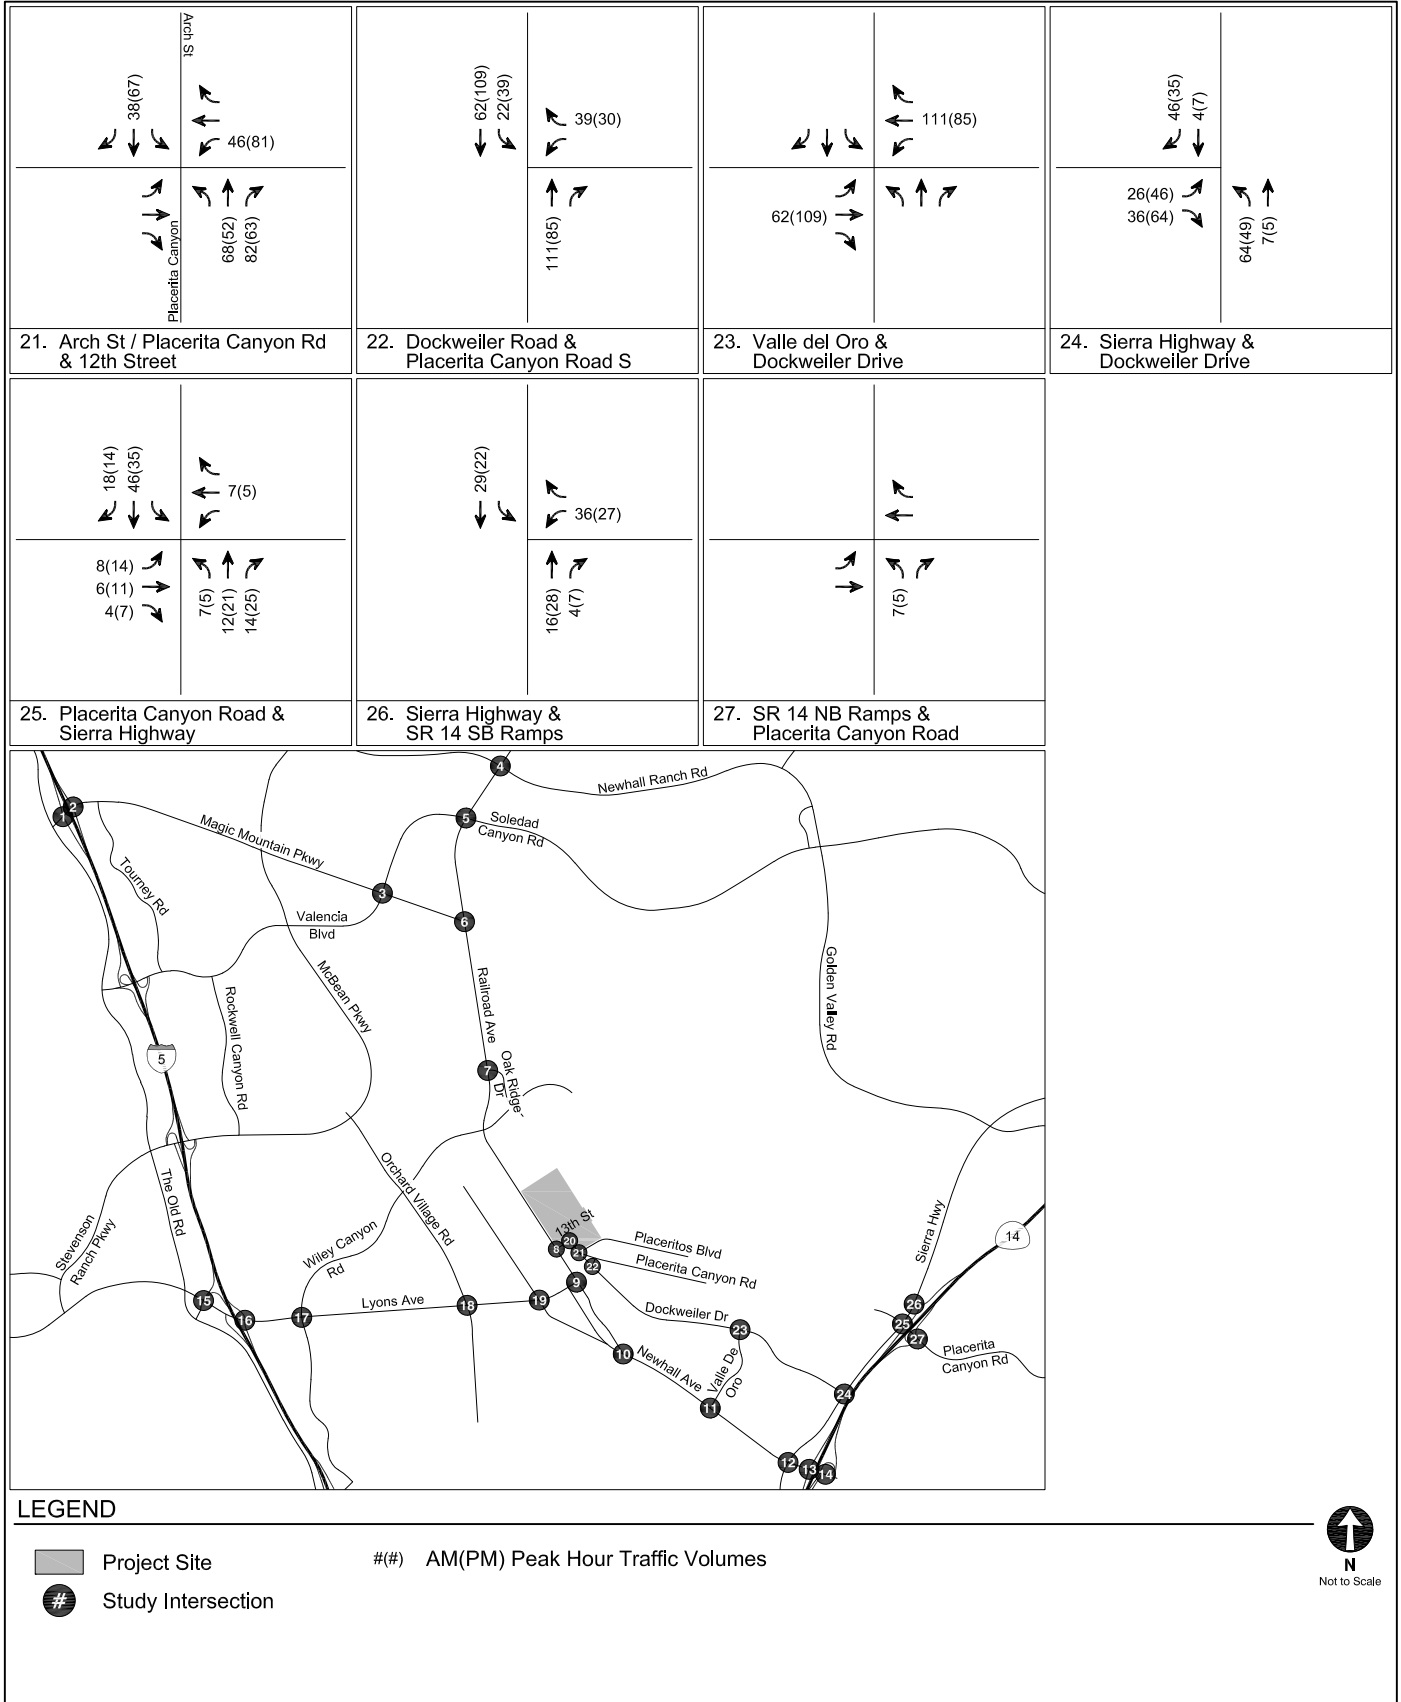 Arch St
38(67)
46(81)
68(52)
82(63)
Placerita Canyon
21. Arch St / Placerita Canyon Rd
& 12th Street
62(109)
22(39)
39(30)
111(85)
22. Dockweiler Road &
Placerita Canyon Road S
111(85)
62(109)
23. Valle del Oro &
Dockweiler Drive
46(35)
4(7)
26(46)
36(64)
64(49)
7(5)
24. Sierra Highway &
Dockweiler Drive
18(14)
46(35)
7(5)
8(14)
6(11)
4(7)
7(5)
12(21)
14(25)
25. Placerita Canyon Road &
Sierra Highway
29(22)
36(27)
16(28)
4(7)
26. Sierra Highway &
SR 14 SB Ramps
7(5)
27. SR 14 NB Ramps &
Placerita Canyon Road
4
Newhall Ranch Rd
2
1
5
Soledad
Canyon Rd
Magic Mountain Pkwy
Tourney Rd
3
Valencia
Blvd
6
McBean Pkwy
Railroad Ave
Golden Valley Rd
Rockwell Canyon Rd
5
7
Oak Ridge
Dr
The Old Rd
Orchard Village Rd
Stevenson
Ranch Pkwy
Wiley Canyon
Rd
13th St
8
20
21
22
Placeritos Blvd
Placerita Canyon Rd
Sierra Hwy
14
9
15
16
17
Lyons Ave
18
19
Dockweiler Dr
23
26
25
27
Placerita
Canyon Rd
10
Newhall Ave
Valle De
Oro
24
11
12
13
14
LEGEND
Project Site
#(#) AM(PM) Peak Hour Traffic Volumes
# Study Intersection
N
Not to Scale